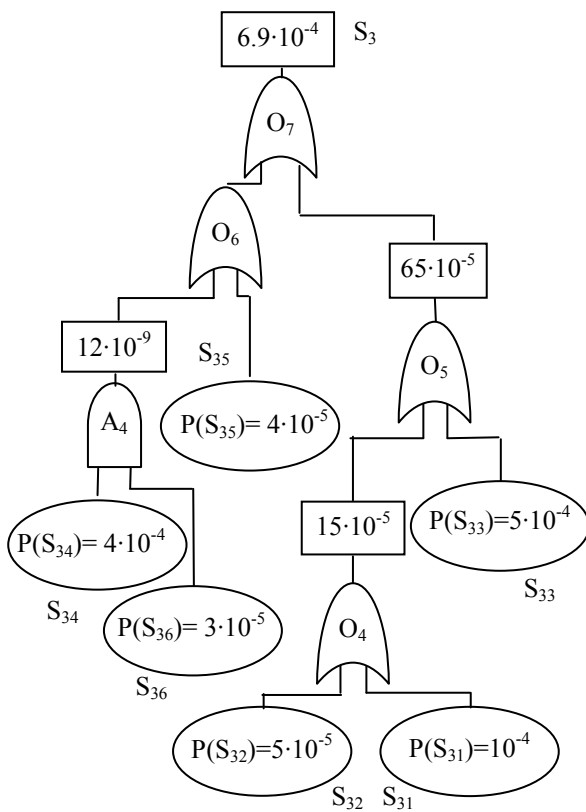 6.9·10⁻⁴ S₃
O₇
O₆
65·10⁻⁵
12·10⁻⁹
S₃₅
O₅
A₄
P(S₃₅)= 4·10⁻⁵
P(S₃₄)= 4·10⁻⁴
15·10⁻⁵
P(S₃₃)=5·10⁻⁴
S₃₄
S₃₃
P(S₃₆)= 3·10⁻⁵
O₄
S₃₆
P(S₃₂)=5·10⁻⁵
P(S₃₁)=10⁻⁴
S₃₂ S₃₁